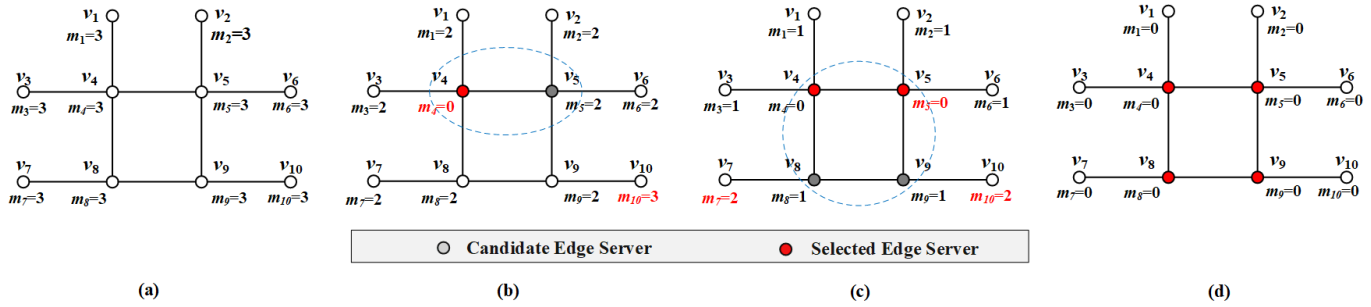 v1 v2
m1=3 m2=3
v3 v4 v5 v6
m3=3 m4=3 m5=3 m6=3
v7 v8 v9 v10
m7=3 m8=3 m9=3 m10=3
(a)
v1 v2
m1=2 m2=2
v3 v4 v5 v6
m3=2 m4=0 m5=2 m6=2
v7 v8 v9 v10
m7=2 m8=2 m9=2 m10=3
(b)
v1 v2
m1=1 m2=1
v3 v4 v5 v6
m3=1 m4=0 m5=0 m6=1
v7 v8 v9 v10
m7=2 m8=1 m9=1 m10=2
(c)
v1 v2
m1=0 m2=0
v3 v4 v5 v6
m3=0 m4=0 m5=0 m6=0
v7 v8 v9 v10
m7=0 m8=0 m9=0 m10=0
(d)
Candidate Edge Server
Selected Edge Server